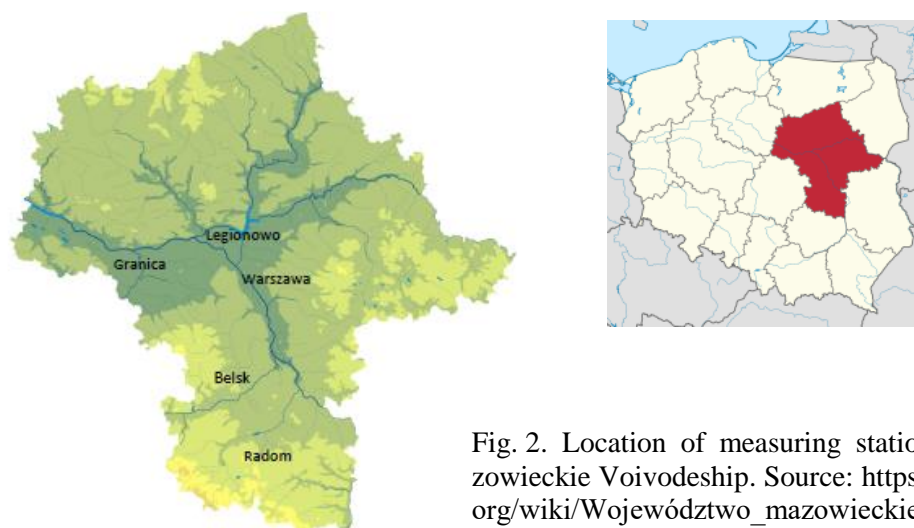 Legionowo
Granica
Warszawa
Belsk
Radom
Fig. 2. Location of measuring statio
zowieckie Voivodeship. Source: https
org/wiki/Województwo_mazowieckie